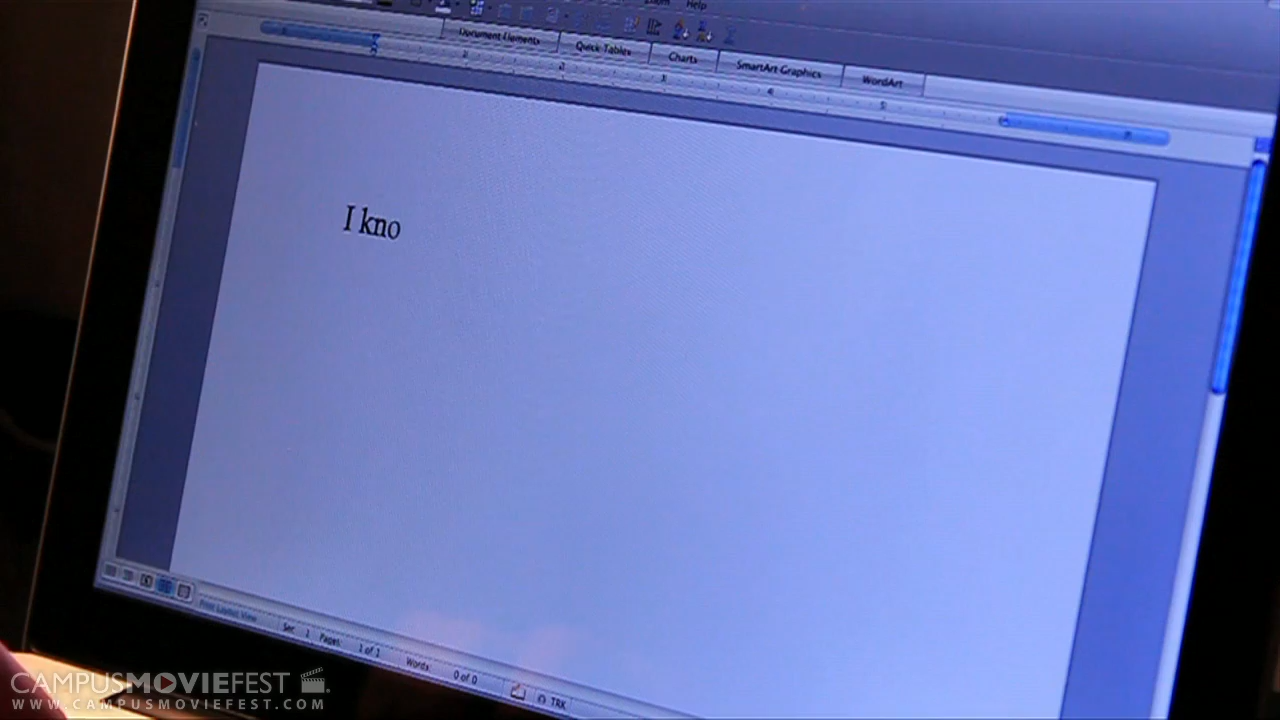 Zoom Help
Document Elements Quick Tables Charts SmartArt Graphics WordArt
I kno
Print Layout View Sec 1 Pages: 1 of 1 Words: 0 of 0 TRK
CAMPUSMOVIEFEST
WWW.CAMPUSMOVIEFEST.COM